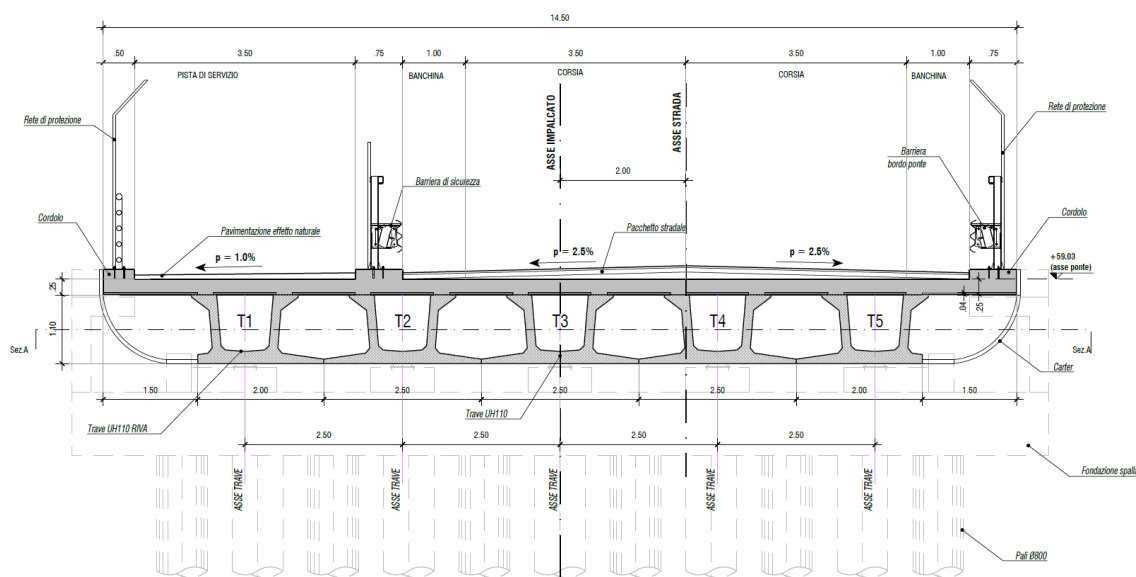 14.50
.50
3.50
.75
1.00
3.50
3.50
1.00
.75
PISTA DI SERVIZIO
BANCHINA
CORSIA
CORSIA
BANCHINA
Rete di protezione
Rete di protezione
ASSE IMPALCATO
ASSE STRADA
Barriera
bordo ponte
2.00
Barriera di sicurezza
Cordolo
Cordolo
Pavimentazione effetto naturale
Pacchetto stradale
p = 1.0%
p = 2.5%
p = 2.5%
+59.03
(asse ponte)
.25
.04
.25
1.10
T1
T2
T3
T4
T5
Sez.A
Sez.A
Carter
1.50
2.00
2.50
2.50
2.50
2.00
1.50
Trave UH110 RIVA
Trave UH110
2.50
2.50
2.50
2.50
Fondazione spalla
ASSE TRAVE
ASSE TRAVE
ASSE TRAVE
ASSE TRAVE
ASSE TRAVE
Pali Ø800